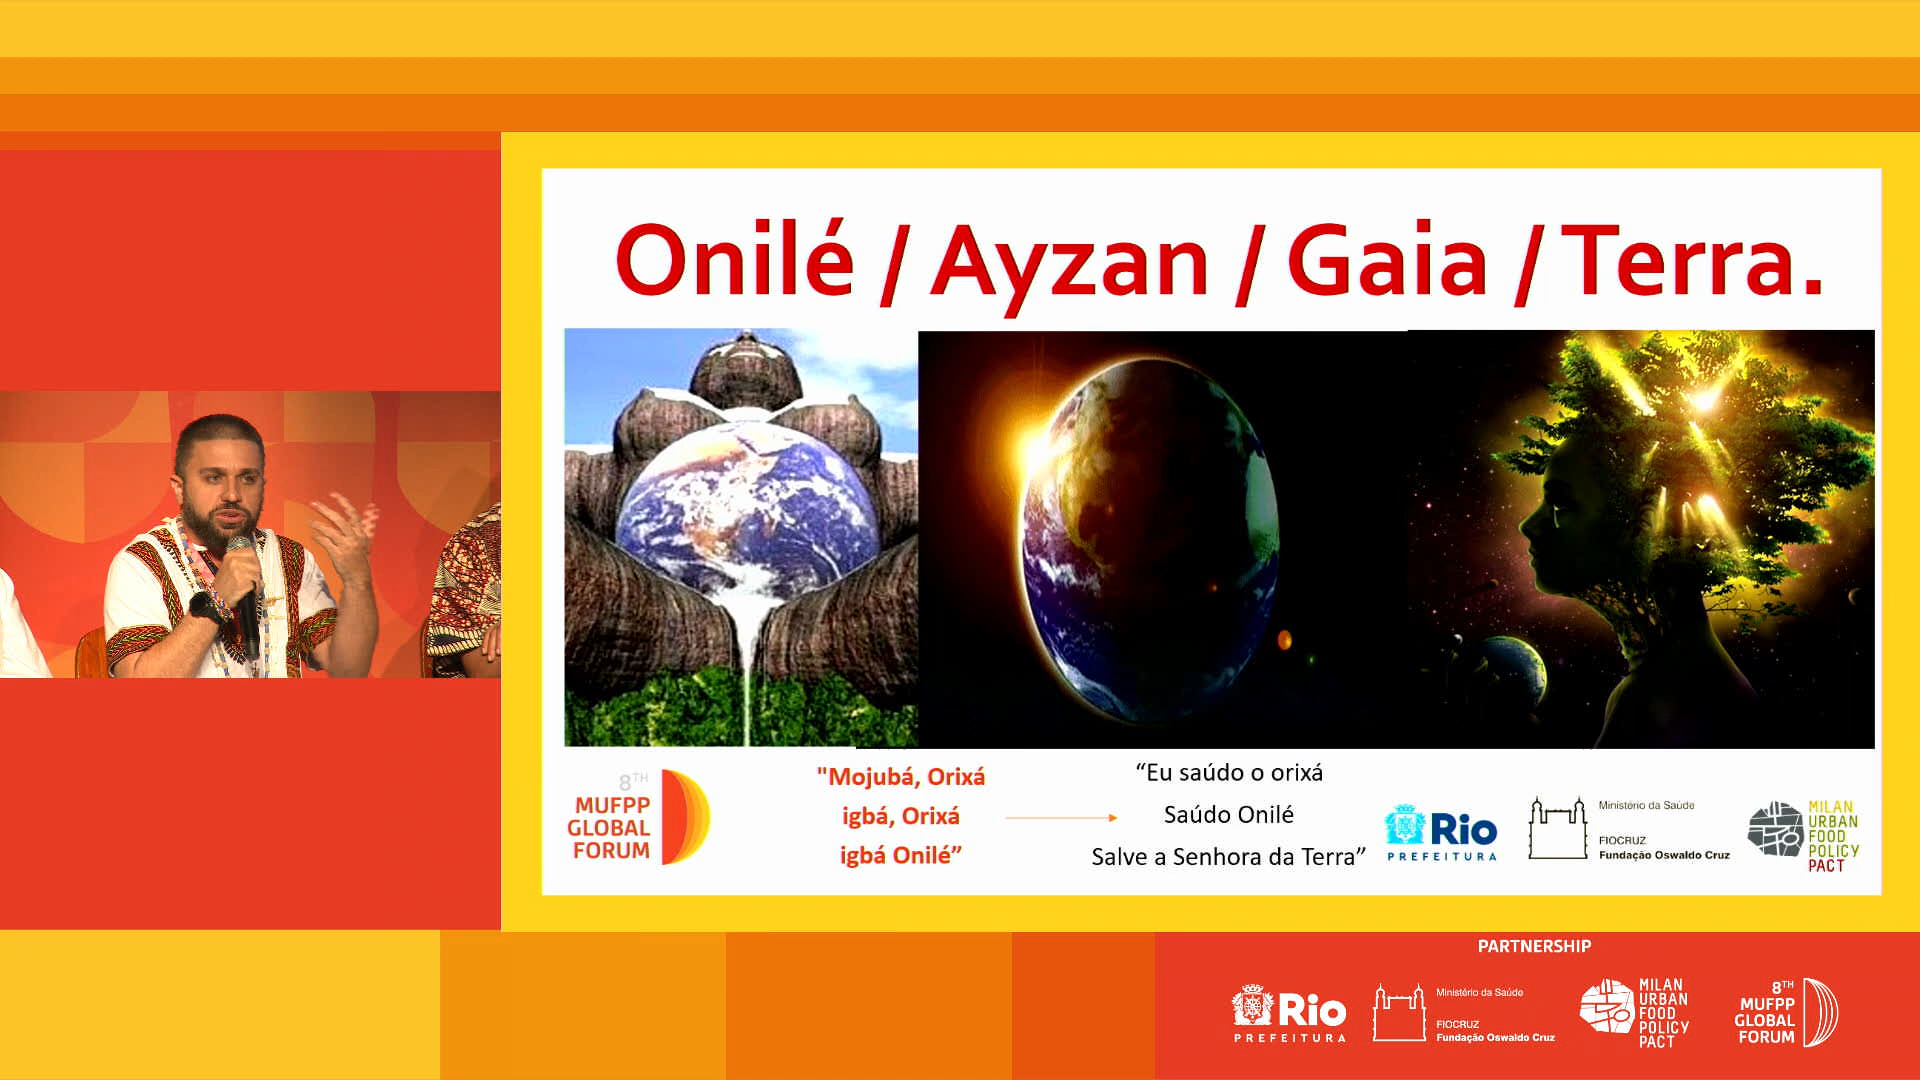 Onilé / Ayzan / Gaia / Terra.
8TH
MUFPP
GLOBAL
FORUM
"Mojubá, Orixá
igbá, Orixá
igbá Onilé”
“Eu saúdo o orixá
Saúdo Onilé
Salve a Senhora da Terra”
Rio
PREFEITURA
Ministério da Saúde
FIOCRUZ
Fundação Oswaldo Cruz
MILAN
URBAN
FOOD
POLICY
PACT
PARTNERSHIP
Rio
PREFEITURA
Ministério da Saúde
FIOCRUZ
Fundação Oswaldo Cruz
MILAN
URBAN
FOOD
POLICY
PACT
8TH
MUFPP
GLOBAL
FORUM